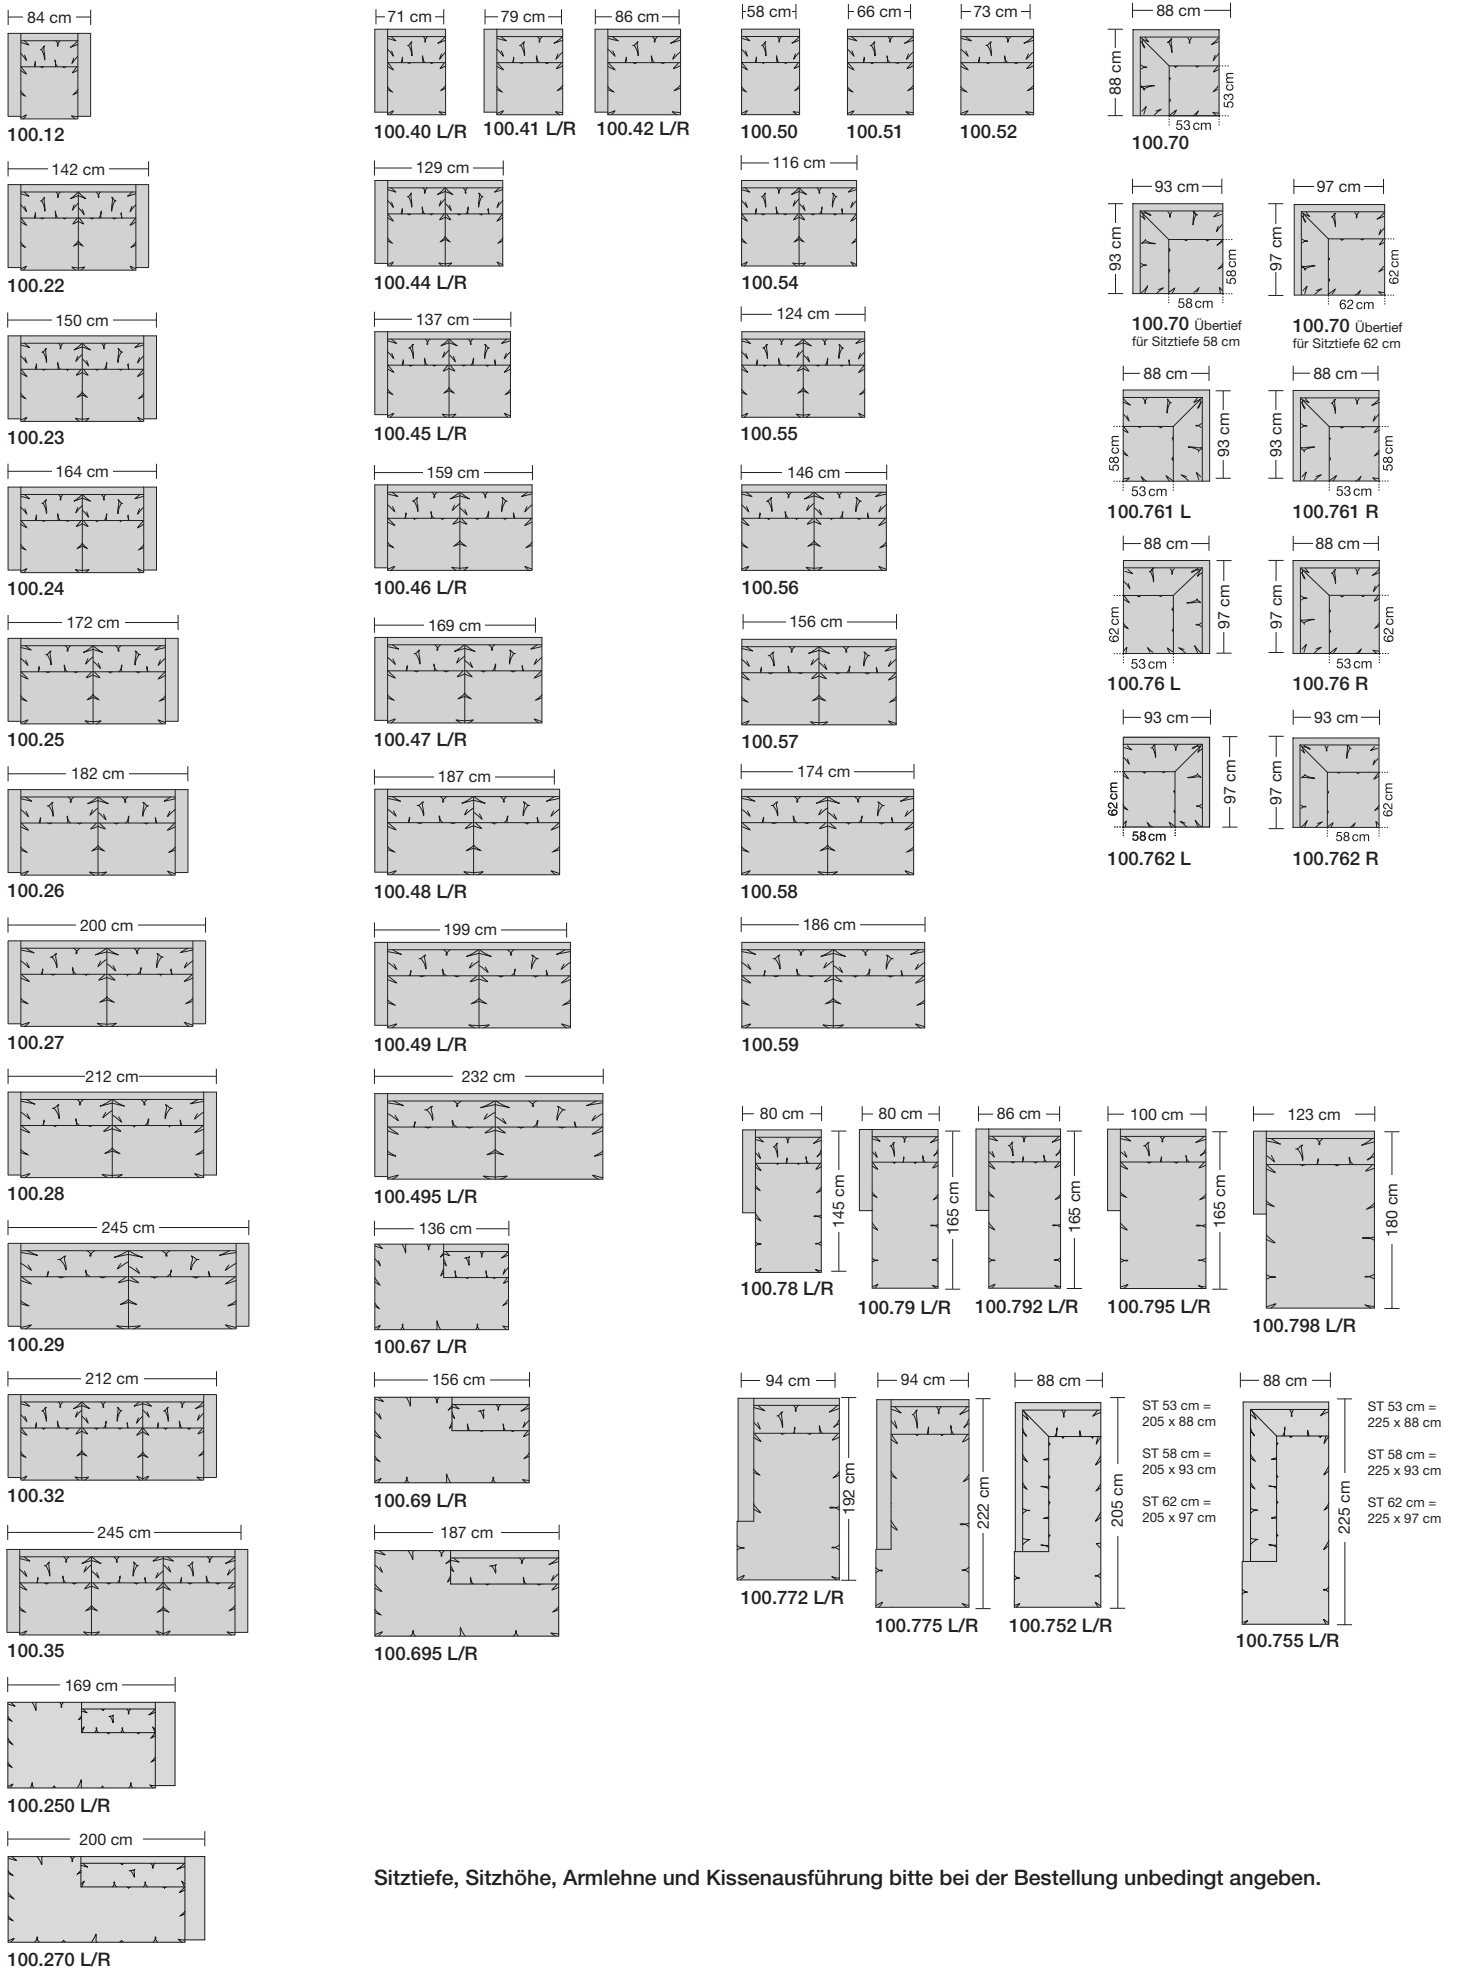 84 cm
100.12
142 cm
100.22
150 cm
100.23
164 cm
100.24
172 cm
100.25
182 cm
100.26
200 cm
100.27
212 cm
100.28
245 cm
100.29
212 cm
100.32
245 cm
100.35
169 cm
100.250 L/R
200 cm
100.270 L/R
71 cm
100.40 L/R
79 cm
100.41 L/R
86 cm
100.42 L/R
129 cm
100.44 L/R
137 cm
100.45 L/R
159 cm
100.46 L/R
169 cm
100.47 L/R
187 cm
100.48 L/R
199 cm
100.49 L/R
232 cm
100.495 L/R
136 cm
100.67 L/R
156 cm
100.69 L/R
187 cm
100.695 L/R
58 cm
100.50
66 cm
100.51
73 cm
100.52
116 cm
100.54
124 cm
100.55
146 cm
100.56
156 cm
100.57
174 cm
100.58
186 cm
100.59
88 cm
88 cm
53 cm
53 cm
100.70
93 cm
93 cm
58 cm
58 cm
100.70 Übertief
für Sitztiefe 58 cm
97 cm
97 cm
62 cm
62 cm
100.70 Übertief
für Sitztiefe 62 cm
88 cm
93 cm
58 cm
53 cm
100.761 L
88 cm
93 cm
58 cm
53 cm
100.761 R
88 cm
97 cm
62 cm
53 cm
100.76 L
88 cm
97 cm
62 cm
53 cm
100.76 R
93 cm
97 cm
62 cm
58 cm
100.762 L
93 cm
97 cm
62 cm
58 cm
100.762 R
80 cm
145 cm
100.78 L/R
80 cm
165 cm
100.79 L/R
86 cm
165 cm
100.792 L/R
100 cm
165 cm
100.795 L/R
123 cm
180 cm
100.798 L/R
94 cm
192 cm
100.772 L/R
94 cm
222 cm
100.775 L/R
88 cm
205 cm
100.752 L/R
ST 53 cm =
205 x 88 cm
ST 58 cm =
205 x 93 cm
ST 62 cm =
205 x 97 cm
88 cm
225 cm
100.755 L/R
ST 53 cm =
225 x 88 cm
ST 58 cm =
225 x 93 cm
ST 62 cm =
225 x 97 cm
Sitztiefe, Sitzhöhe, Armlehne und Kissenausführung bitte bei der Bestellung unbedingt angeben.